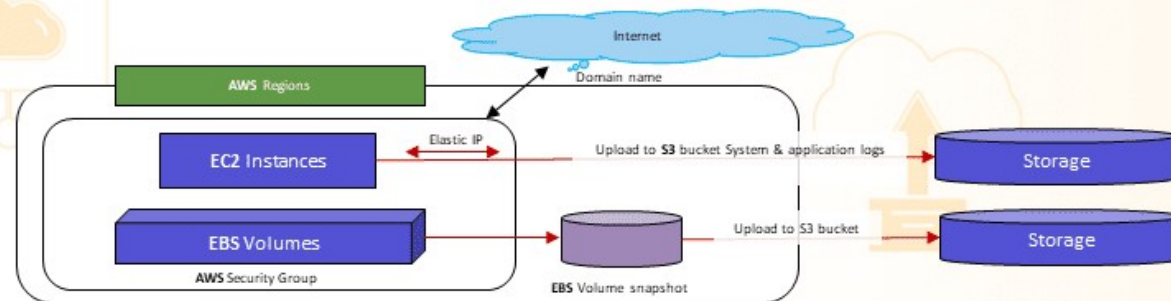 Internet
Domain name
AWS Regions
Elastic IP
EC2 Instances
Upload to S3 bucket System & application logs
Storage
EBS Volumes
Upload to S3 bucket
Storage
AWS Security Group
EBS Volume snapshot